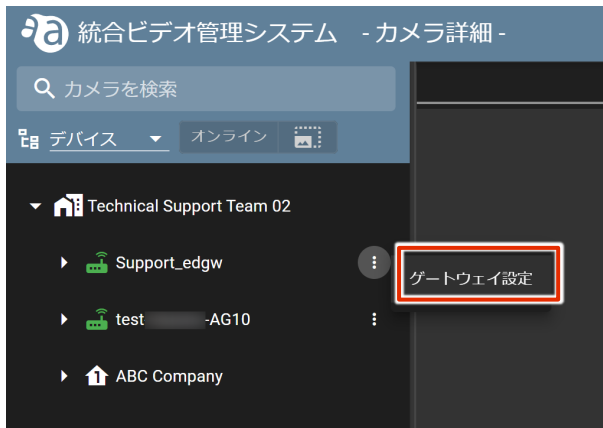 統合ビデオ管理システム - カメラ詳細 -
カメラを検索
デバイス オンライン
Technical Support Team 02
Support_edgw
ゲートウェイ設定
test -AG10
1 ABC Company